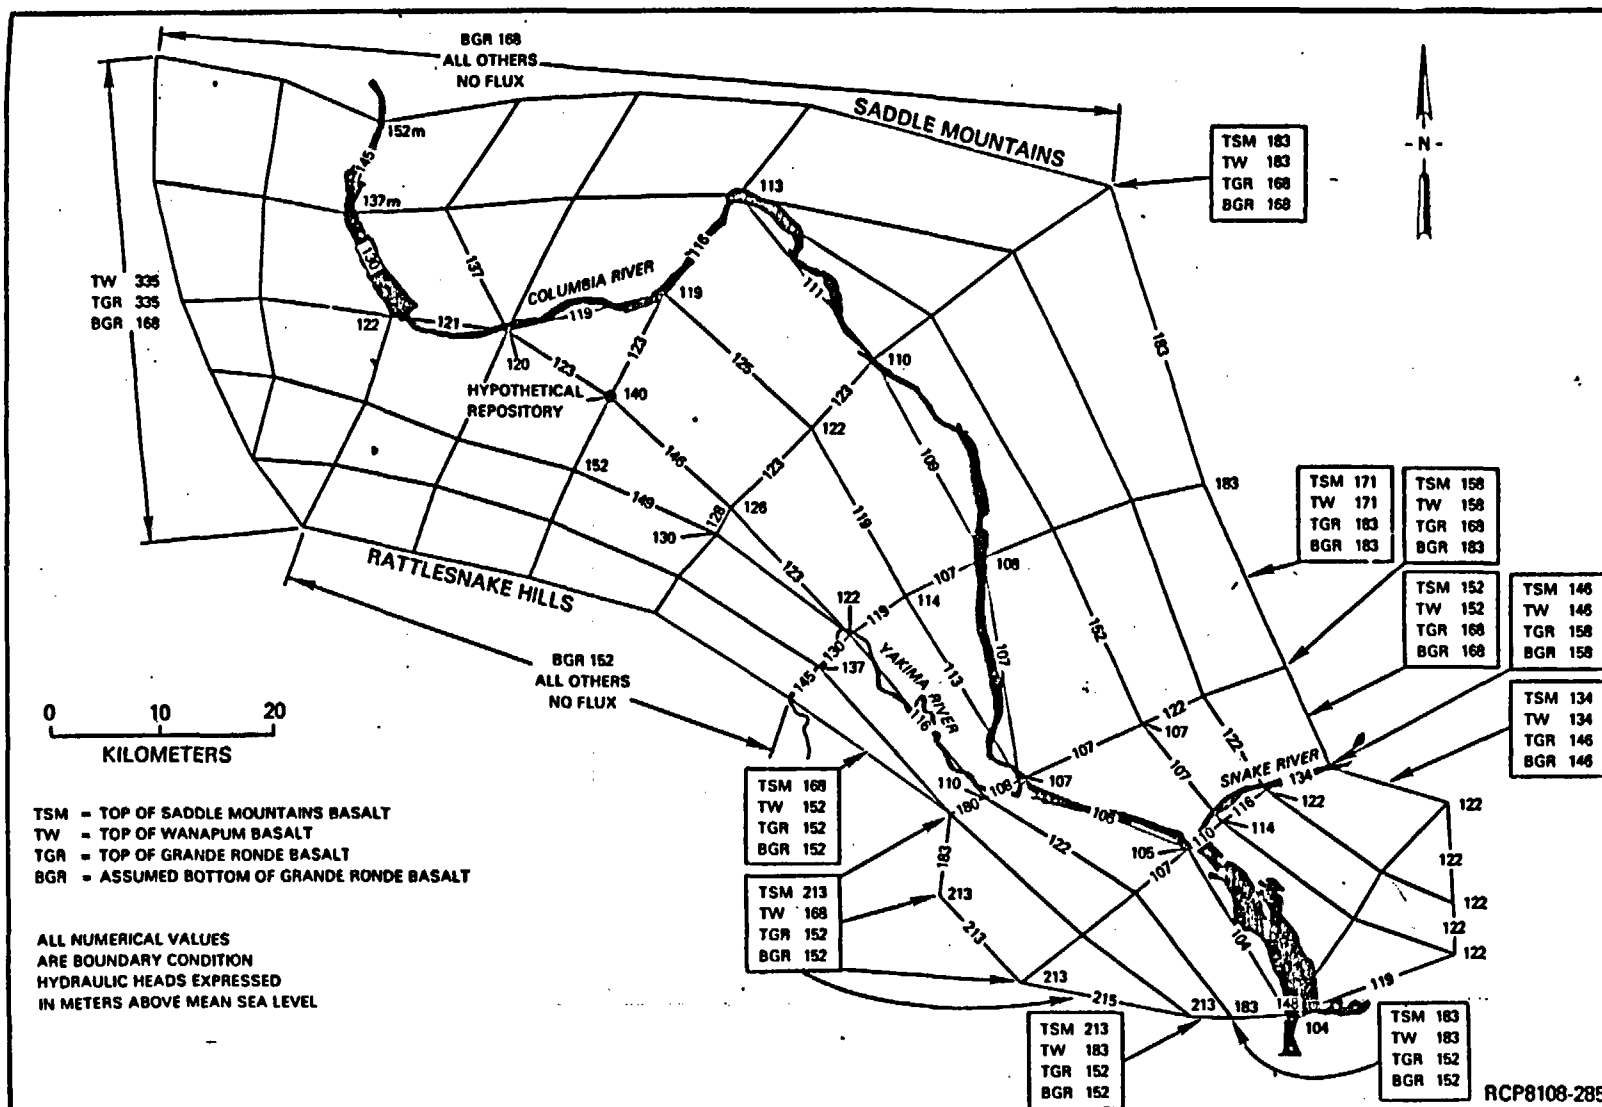 BGR 168
ALL OTHERS
NO FLUX
SADDLE MOUNTAINS
- N -
TSM 183
TW 183
TGR 168
BGR 168
152m
145
137m
113
130
137
116
COLUMBIA RIVER
TW 335
TGR 335
BGR 168
122
121
119
119
111
120
123
123
125
110
183
HYPOTHETICAL
REPOSITORY
140
123
122
146
109
152
123
183
149
128
126
130
119
TSM 171
TW 171
TGR 183
BGR 183
TSM 158
TW 158
TGR 168
BGR 183
RATTLESNAKE HILLS
123
107
108
122
119
114
152
TSM 152
TW 152
TGR 168
BGR 168
TSM 146
TW 146
TGR 158
BGR 158
BGR 152
ALL OTHERS
NO FLUX
130
137
YAKIMA RIVER
113
107
145
116
122
107
122
TSM 134
TW 134
TGR 146
BGR 146
0 10 20
KILOMETERS
107
107
SNAKE RIVER
134
TSM 168
TW 152
TGR 152
BGR 152
110
180
108
107
116
122
122
TSM = TOP OF SADDLE MOUNTAINS BASALT
TW = TOP OF WANAPUM BASALT
TGR = TOP OF GRANDE RONDE BASALT
BGR = ASSUMED BOTTOM OF GRANDE RONDE BASALT
106
114
110
105
183
122
107
122
TSM 213
TW 168
TGR 152
BGR 152
213
122
122
213
104
122
ALL NUMERICAL VALUES
ARE BOUNDARY CONDITION
HYDRAULIC HEADS EXPRESSED
IN METERS ABOVE MEAN SEA LEVEL
213
119
215
213
183
148
104
TSM 213
TW 183
TGR 152
BGR 152
TSM 183
TW 183
TGR 152
BGR 152
RCP8108-285